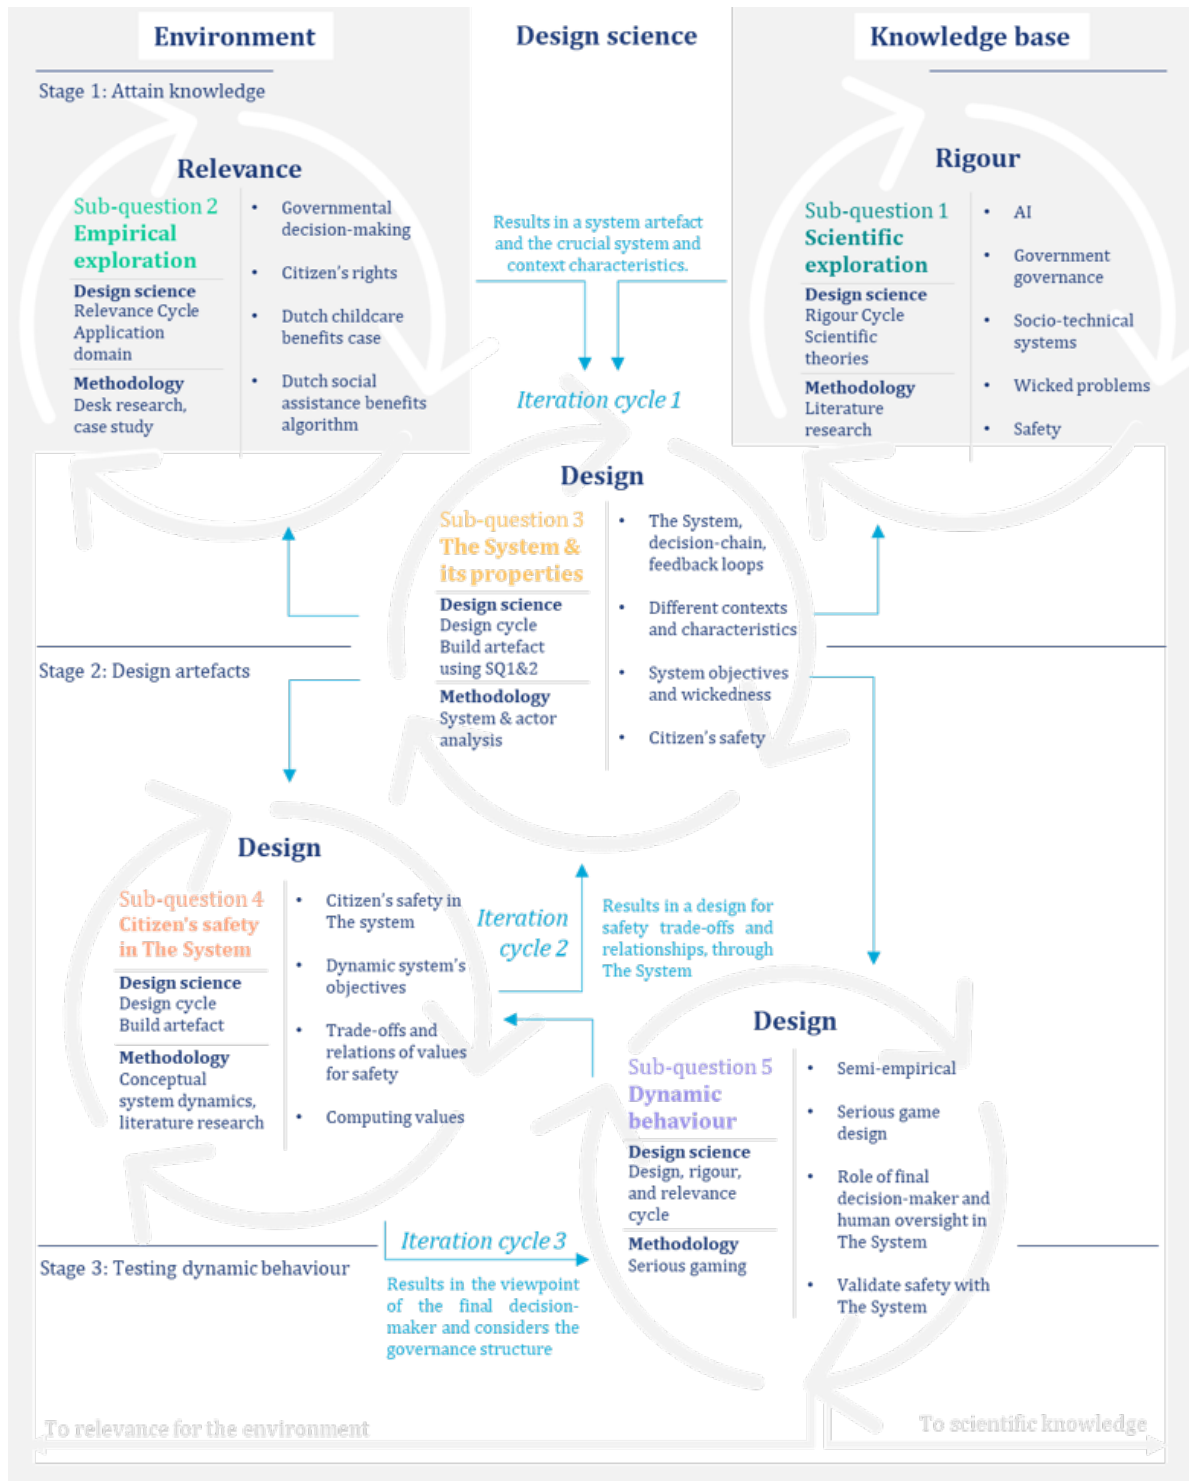 Environment
Design science
Knowledge base
Stage 1: Attain knowledge
Relevance
Sub-question 2
Empirical
exploration
Design science
Relevance Cycle
Application
domain
Methodology
Desk research,
case study
• Governmental
decision-making
• Citizen's rights
• Dutch childcare
benefits case
• Dutch social
assistance benefits
algorithm
Results in a system artefact
and the crucial system and
context characteristics.
Iteration cycle 1
Rigour
Sub-question 1
Scientific
exploration
Design science
Rigour Cycle
Scientific
theories
Methodology
Literature
research
• AI
• Government
governance
• Socio-technical
systems
• Wicked problems
• Safety
Design
Sub-question 3
The System &
its properties
Design science
Design cycle
Build artefact
using SQ1&2
Methodology
System & actor
analysis
• The System,
decision-chain,
feedback loops
• Different contexts
and characteristics
• System objectives
and wickedness
• Citizen's safety
Stage 2: Design artefacts
Design
Sub-question 4
Citizen's safety
in The System
Design science
Design cycle
Build artefact
Methodology
Conceptual
system dynamics,
literature research
• Citizen's safety in
The system
• Dynamic system's
objectives
• Trade-offs and
relations of values
for safety
• Computing values
Iteration
cycle 2
Results in a design for
safety trade-offs and
relationships, through
The System
Design
Sub-question 5
Dynamic
behaviour
Design science
Design, rigour,
and relevance
cycle
Methodology
Serious gaming
• Semi-empirical
• Serious game
design
• Role of final
decision-maker and
human oversight in
The System
• Validate safety with
The System
Stage 3: Testing dynamic behaviour
Iteration cycle 3
Results in the viewpoint
of the final decision-
maker and considers the
governance structure
To relevance for the environment
To scientific knowledge